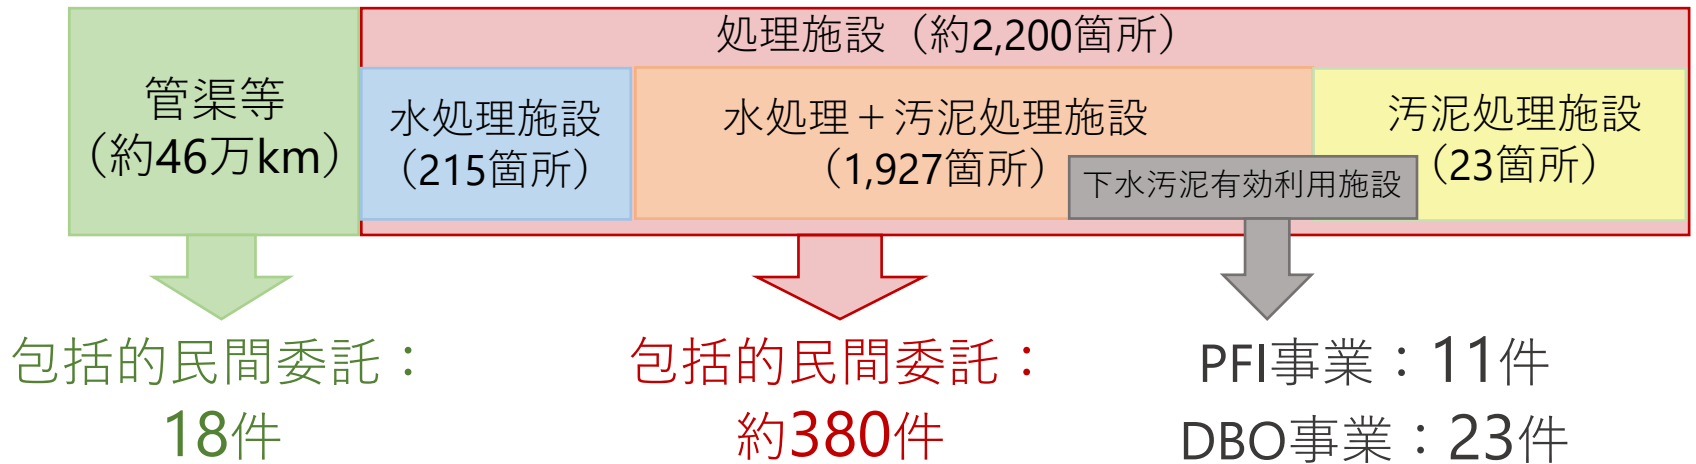 処理施設（約2,200箇所）
管渠等
（約46万km）
水処理施設
（215箇所）
水処理＋汚泥処理施設
（1,927箇所）
汚泥処理施設
（23箇所）
下水汚泥有効利用施設
包括的民間委託：
18件
包括的民間委託：
約380件
PFI事業：11件
DBO事業：23件